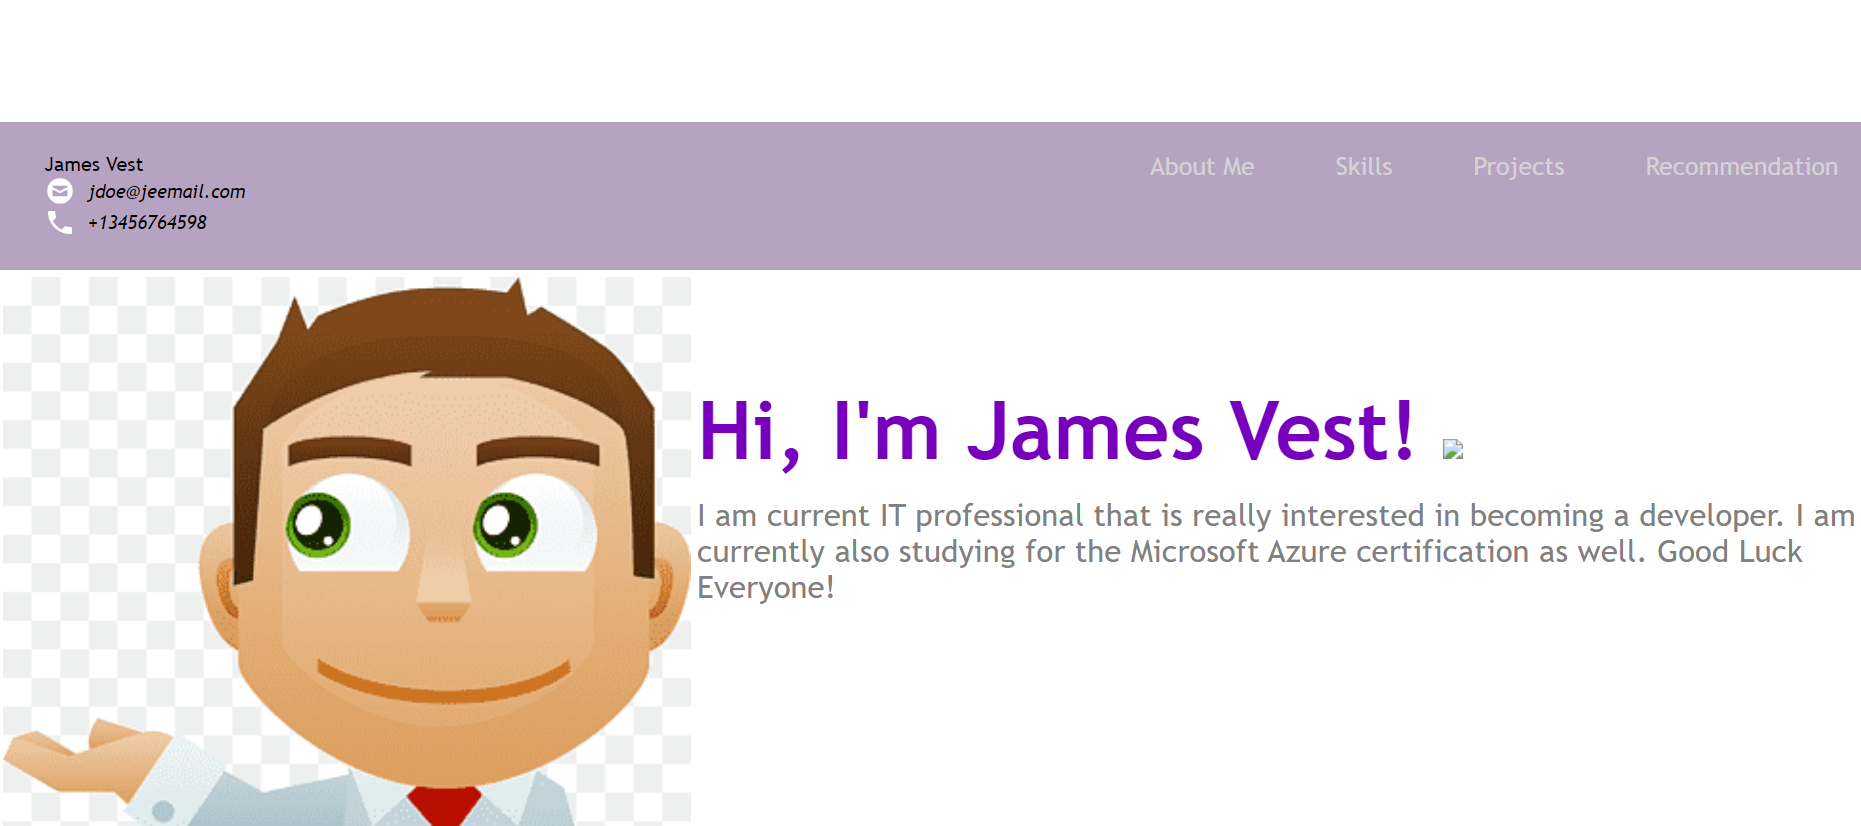 James Vest
jdoe@jeemail.com
+13456764598
About Me Skills Projects Recommendation
Hi, I'm James Vest!
I am current IT professional that is really interested in becoming a developer. I am
currently also studying for the Microsoft Azure certification as well. Good Luck
Everyone!